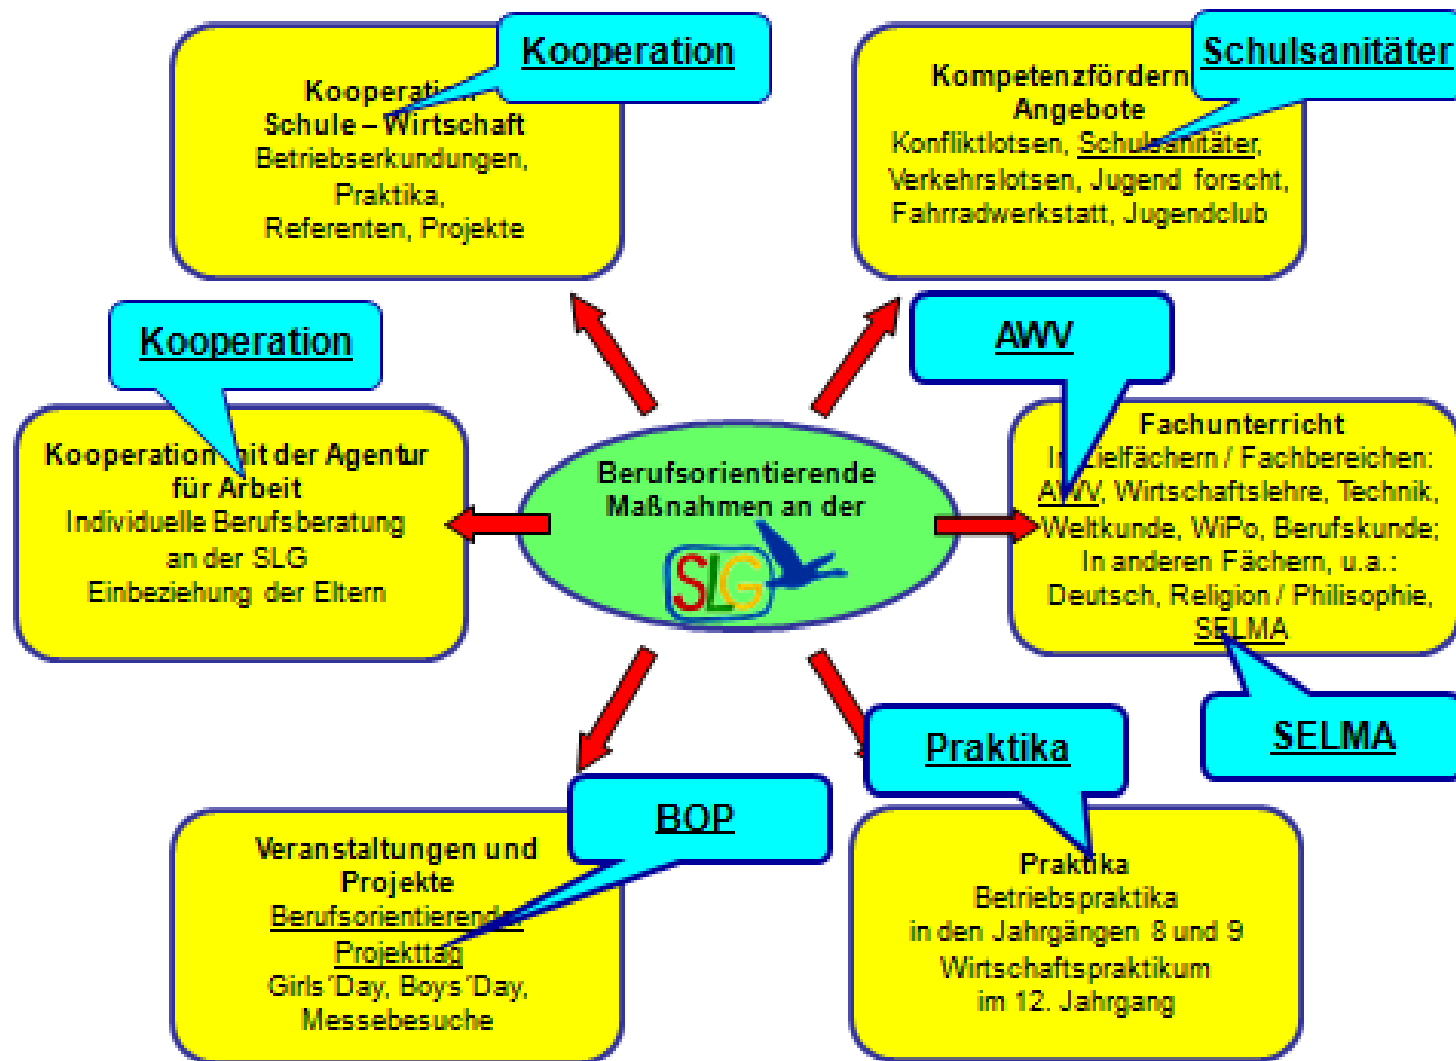 Kooperation
Kooperation
Schule – Wirtschaft
Betriebserkundungen,
Praktika,
Referenten, Projekte
Schulsanitäter
Angebote
Konfliktlotsen, Schulsanitäter,
Verkehrslotsen, Jugend forscht,
Fahrradwerkstatt, Jugendclub
Kooperation
Kooperation mit der Agentur
für Arbeit
Individuelle Berufsberatung
an der SLG
Einbeziehung der Eltern
Berufsorientierende
Maßnahmen an der
SLG
AWV
Fachunterricht
In Zielfächern / Fachbereichen:
AWV, Wirtschaftslehre, Technik,
Weltkunde, WiPo, Berufskunde;
In anderen Fächern, u.a.:
Deutsch, Religion / Philisophie,
SELMA
SELMA
BOP
Veranstaltungen und
Projekte
Berufsorientierender
Projekttag
Girls´Day, Boys´Day,
Messebesuche
Praktika
Praktika
Betriebspraktika
in den Jahrgängen 8 und 9
Wirtschaftspraktikum
im 12. Jahrgang